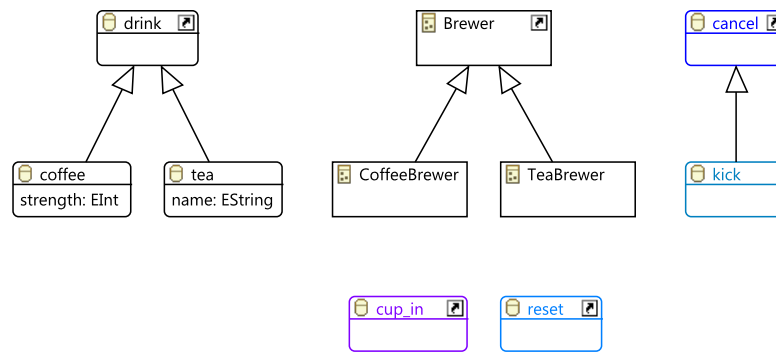 drink
Brewer
cancel
coffee
strength: EInt
tea
name: EString
CoffeeBrewer
TeaBrewer
kick
cup_in
reset